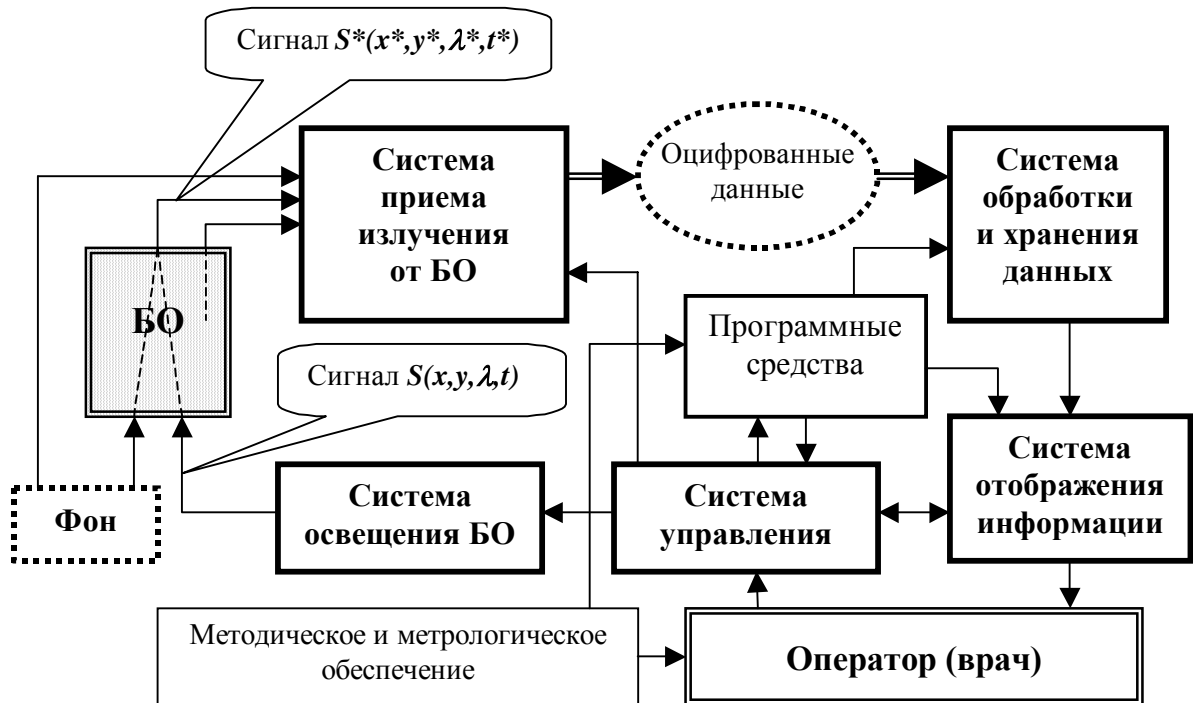 Сигнал S*(x*,y*,λ*,t*)
Система
приема
излучения
от БО
Оцифрованные
данные
Система
обработки
и хранения
данных
БО
Программные
средства
Сигнал S(x,y,λ,t)
Фон
Система
освещения БО
Система
управления
Система
отображения
информации
Методическое и метрологическое
обеспечение
Оператор (врач)